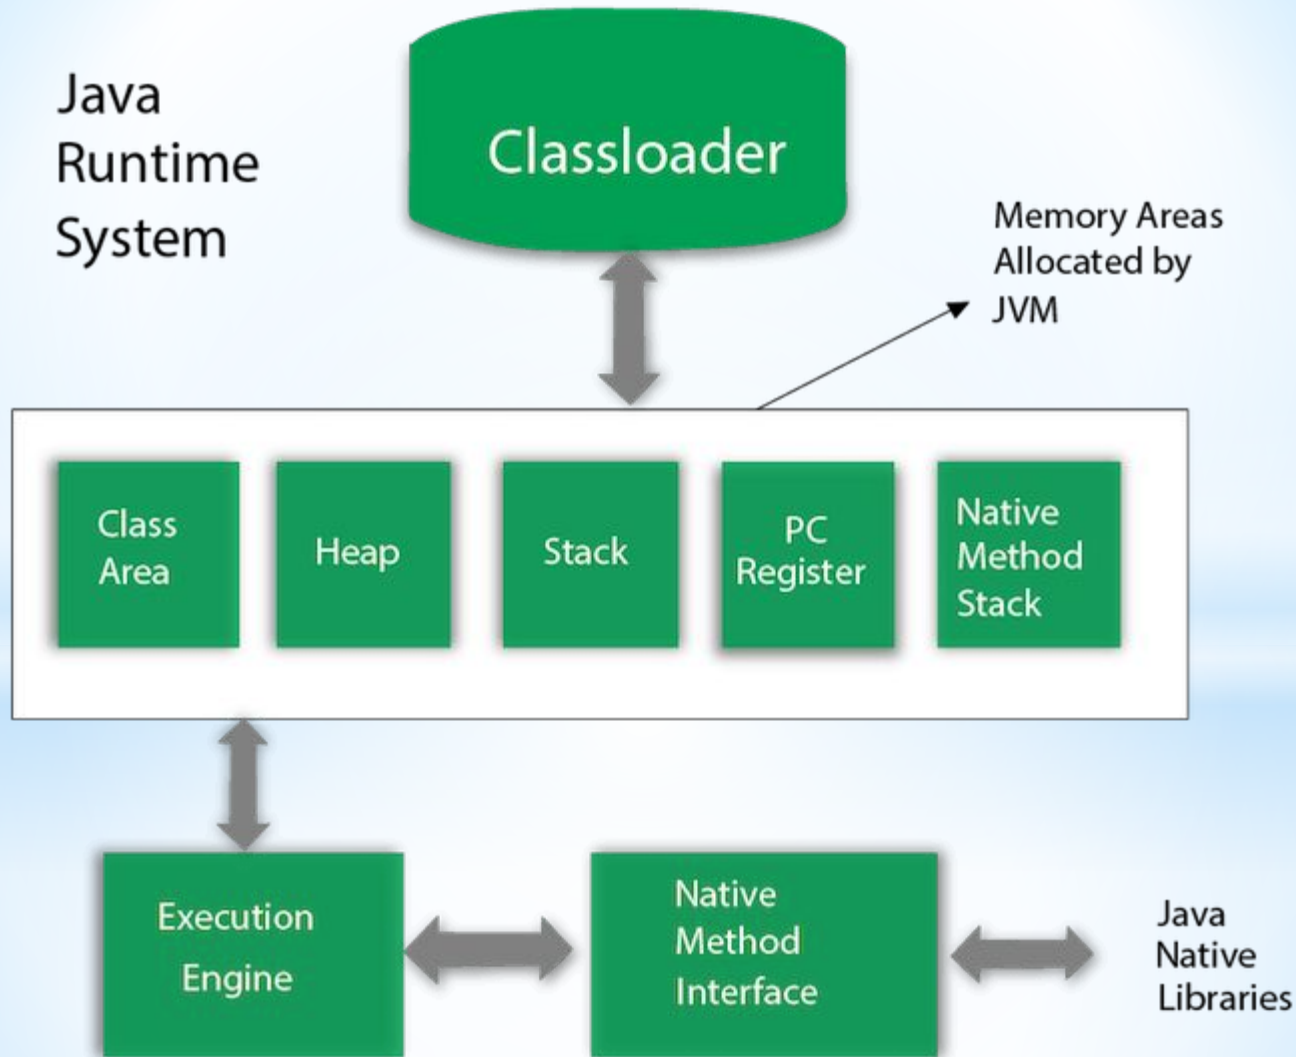 Java
Runtime
System
Classloader
Memory Areas
Allocated by
JVM
Class
Area
Heap
Stack
PC
Register
Native
Method
Stack
Execution
Engine
Native
Method
Interface
Java
Native
Libraries